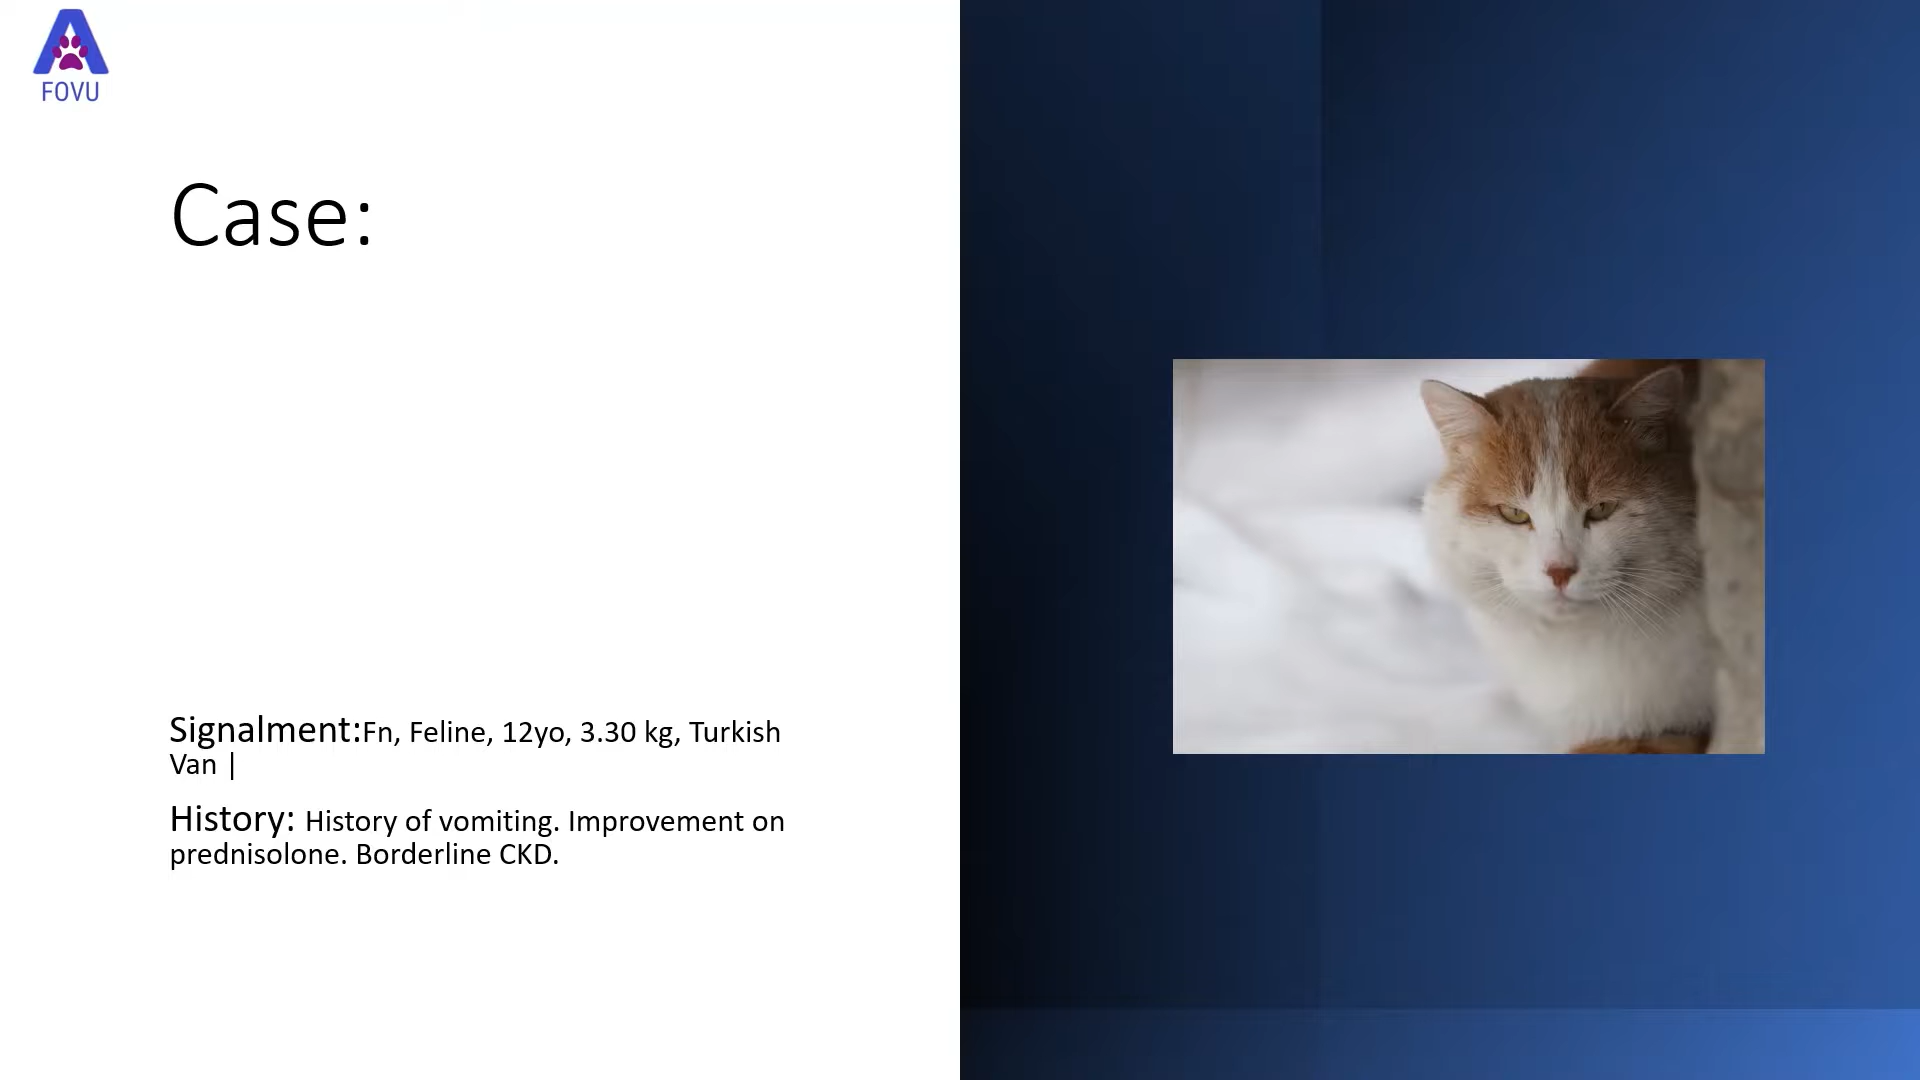 A
FOVU
Case:
Signalment:Fn, Feline, 12yo, 3.30 kg, Turkish
Van |
History: History of vomiting. Improvement on
prednisolone. Borderline CKD.